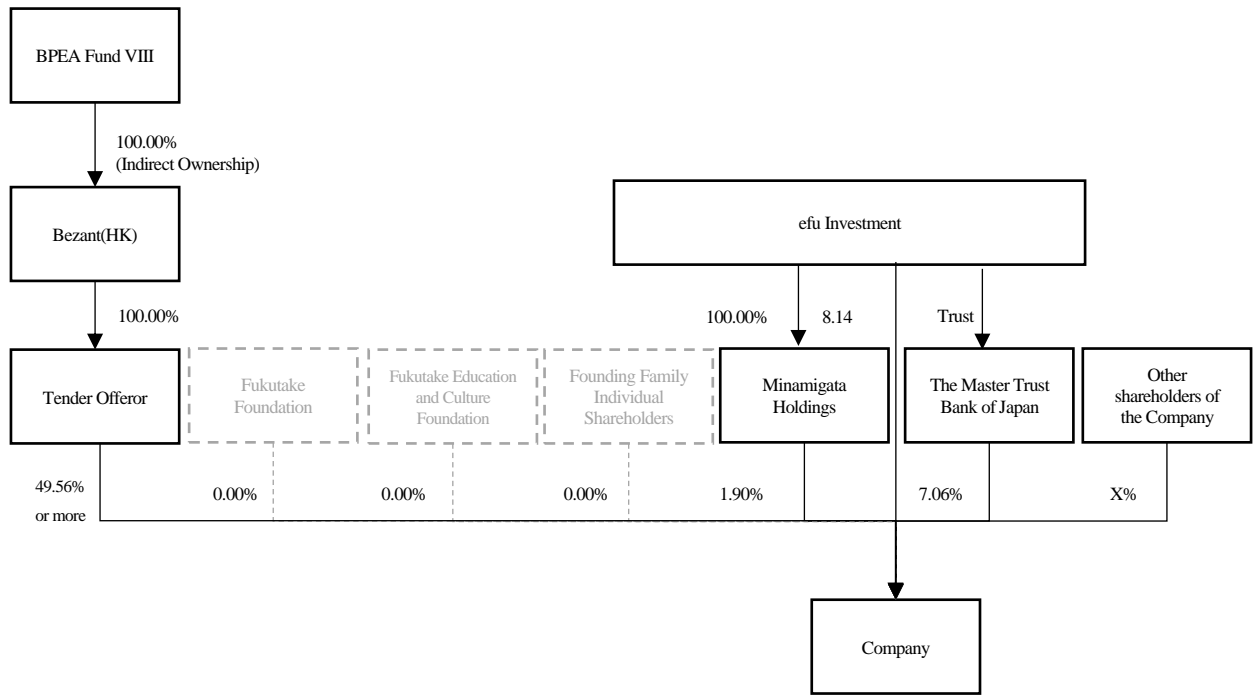 BPEA Fund VIII
100.00%
(Indirect Ownership)
Bezant(HK)
efu Investment
100.00%
100.00%
8.14
Trust
Tender Offeror
Fukutake
Foundation
Fukutake Education
and Culture
Foundation
Founding Family
Individual
Shareholders
Minamigata
Holdings
The Master Trust
Bank of Japan
Other
shareholders of
the Company
49.56%
or more
0.00%
0.00%
0.00%
1.90%
7.06%
X%
Company